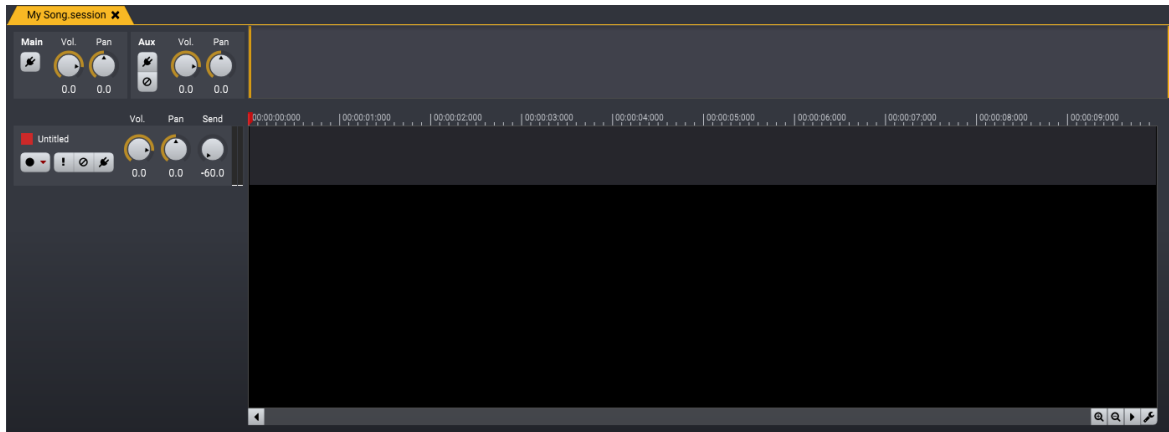 My Song.session
Main Vol. Pan Aux Vol. Pan
0.0 0.0 0.0 0.0
Vol. Pan Send 00:00:00:000 00:00:01:000 00:00:02:000 00:00:03:000 00:00:04:000 00:00:05:000 00:00:06:000 00:00:07:000 00:00:08:000 00:00:09:000
Untitled
0.0 0.0 -60.0